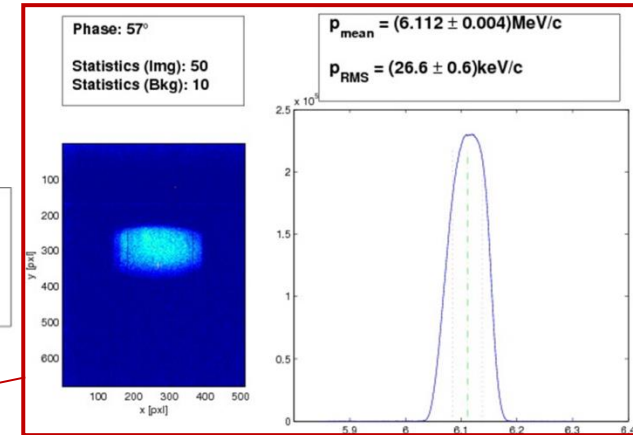 Phase: 57°
Statistics (Img): 50
Statistics (Bkg): 10
p_mean = (6.112 ± 0.004)MeV/c
p_RMS = (26.6 ± 0.6)keV/c
100
200
300
400
500
600
y [pxl]
100 200 300 400 500
x [pxl]
2.5
2
1.5
1
0.5
0
5.9 6 6.1 6.2 6.3 6.4